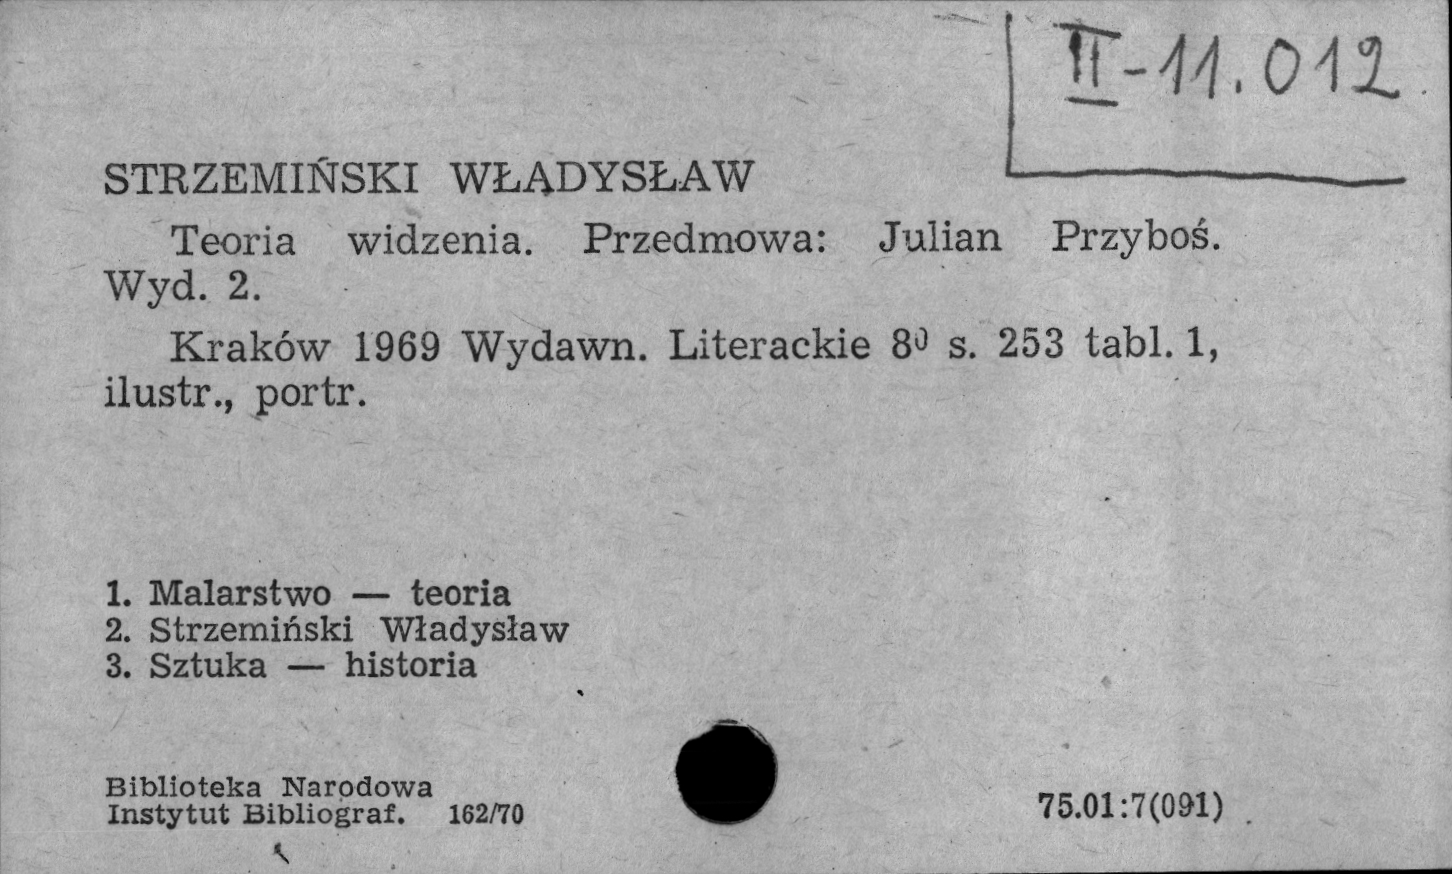 II-11.012
STRZEMIŃSKI WŁADYSŁAW
Teoria widzenia. Przedmowa: Julian Przyboś.
Wyd. 2.
Kraków 1969 Wydawn. Literackie 8⁰ s. 253 tabl. 1,
ilustr., portr.
1. Malarstwo — teoria
2. Strzemiński Władysław
3. Sztuka — historia
Biblioteka Narodowa
Instytut Bibliograf. 162/70
75.01:7(091)